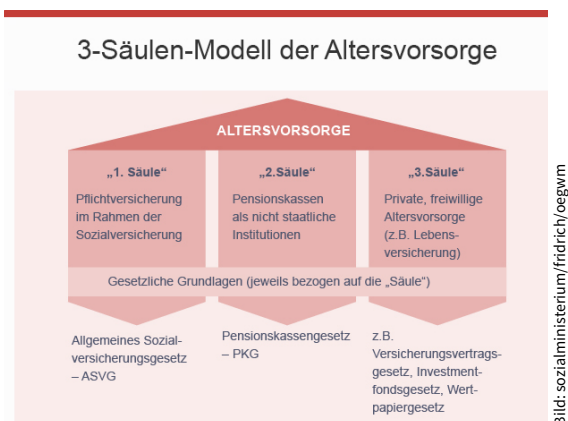 3-Säulen-Modell der Altersvorsorge
ALTERSVORSORGE
„1. Säule“
Pflichtversicherung
im Rahmen der
Sozialversicherung
„2.Säule“
Pensionskassen
als nicht staatliche
Institutionen
„3.Säule“
Private, freiwillige
Altersvorsorge
(z.B. Lebens-
versicherung)
Gesetzliche Grundlagen (jeweils bezogen auf die „Säule“)
Allgemeines Sozial-
versicherungsgesetz
– ASVG
Pensionskassengesetz
– PKG
z.B.
Versicherungsvertrags-
gesetz, Investment-
fondsgesetz, Wert-
papiergesetz
Bild: sozialministerium/fridrich/oegwm